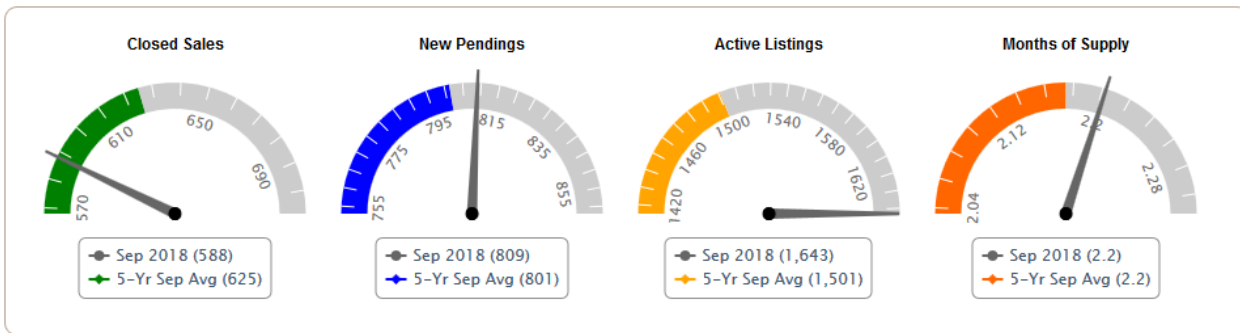 Closed Sales
570
610
650
690
Sep 2018 (588)
5-Yr Sep Avg (625)
New Pendings
755
775
795
815
835
855
Sep 2018 (809)
5-Yr Sep Avg (801)
Active Listings
1420
1460
1500
1540
1580
1620
Sep 2018 (1,643)
5-Yr Sep Avg (1,501)
Months of Supply
2.04
2.12
2.2
2.28
Sep 2018 (2.2)
5-Yr Sep Avg (2.2)